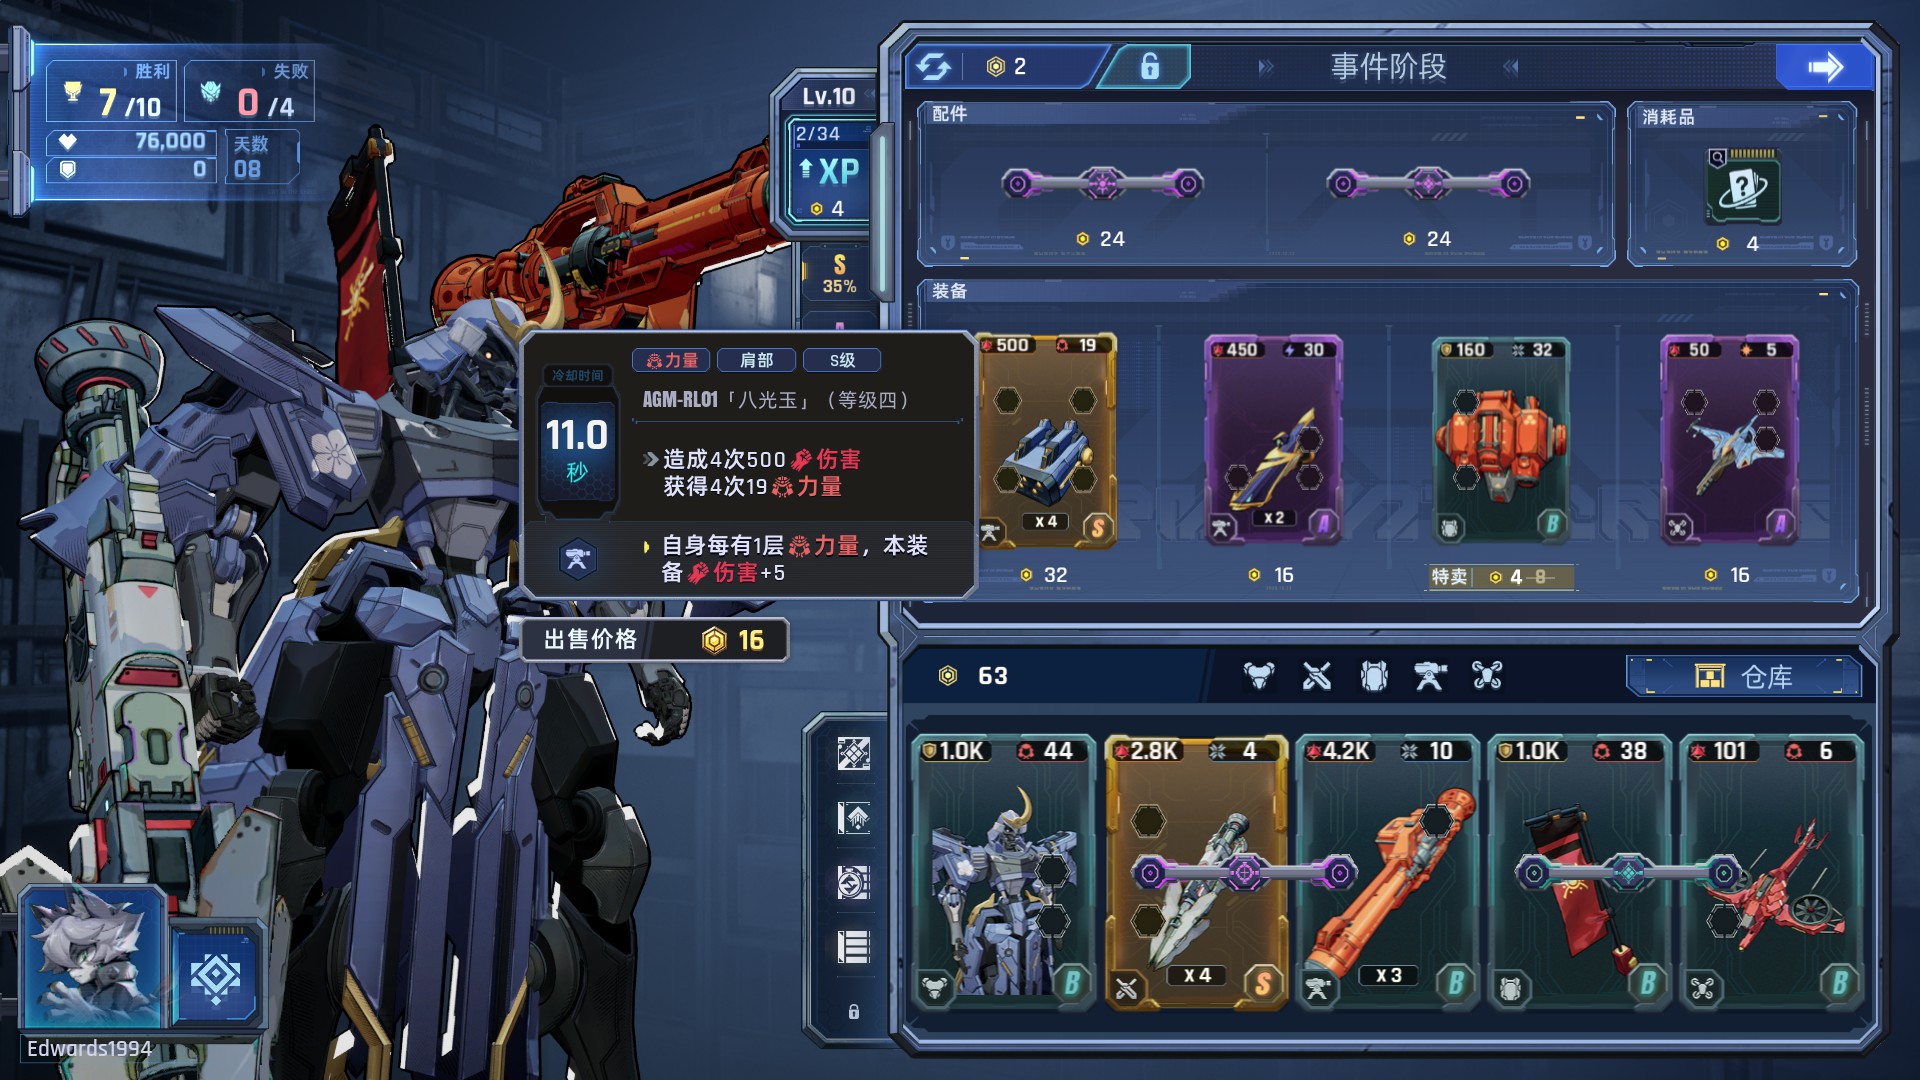 胜利
7/10
失败
0/4
76,000
0
天数
08
Lv.10
2/34
XP
4
S
35%
A
2
事件阶段
配件
24
24
消耗品
4
装备
500
19
x4
S
32
450
30
x2
A
16
160
32
B
特卖
4 8
50
5
A
16
力量
肩部
S级
冷却时间
11.0
秒
AGM-RL01「八光玉」（等级四）
造成4次500伤害
获得4次19力量
自身每有1层力量，本装
备伤害+5
出售价格
16
63
仓库
1.0K
44
B
2.8K
4
x4
S
4.2K
10
x3
B
1.0K
38
B
101
6
B
Edwards1994